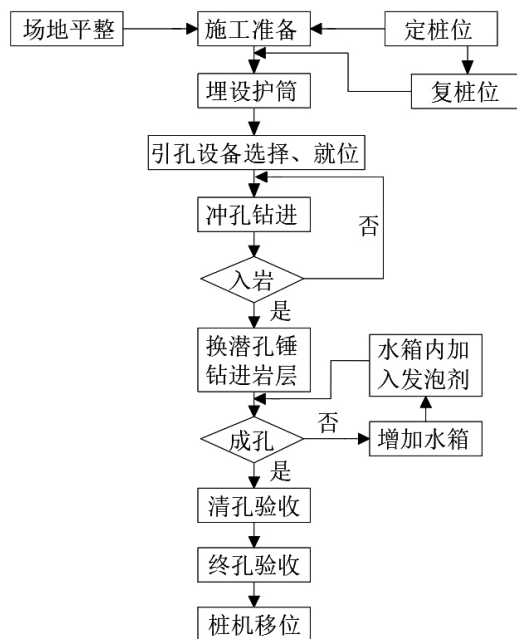 场地平整
施工准备
定桩位
复桩位
埋设护筒
引孔设备选择、就位
冲孔钻进
否
入岩
是
换潜孔锤
钻进岩层
水箱内加
入发泡剂
成孔
否
增加水箱
是
清孔验收
终孔验收
桩机移位